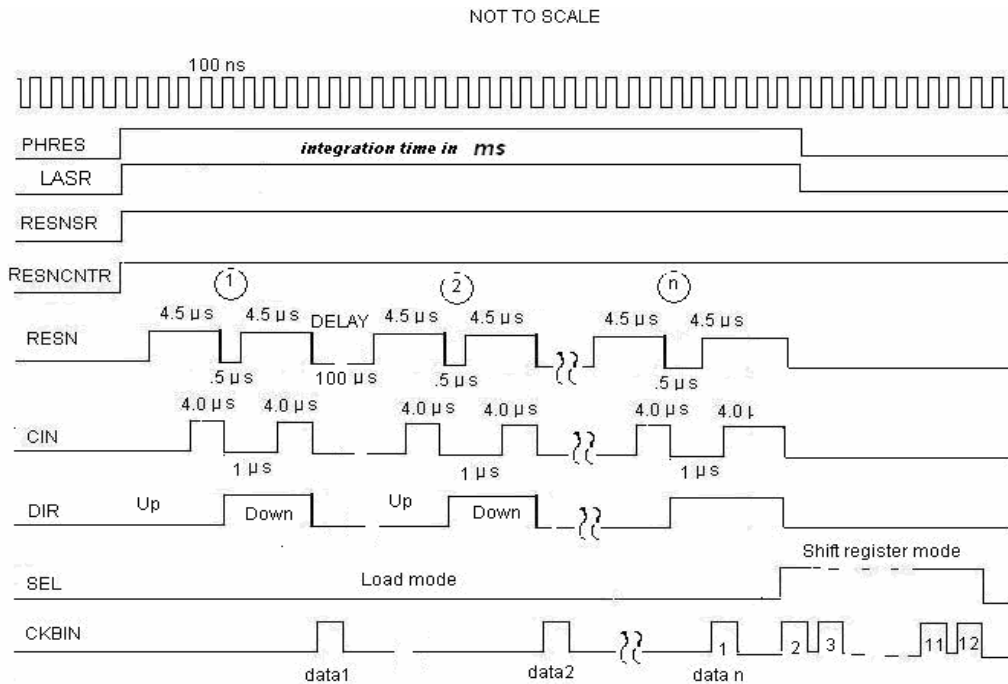 NOT TO SCALE
100 ns
PHRES
integration time in ms
LASR
RESNSR
RESNCNTR
1
2
n
4.5 µs 4.5 µs DELAY 4.5 µs 4.5 µs 4.5 µs 4.5 µs
RESN
.5 µs 100 µs .5 µs .5 µs
4.0 µs 4.0 µs 4.0 µs 4.0 µs 4.0 µs 4.0 µ
CIN
1 µs 1 µs 1 µs
Up Up
DIR Down Down
Shift register mode
SEL Load mode
CKBIN 1 2 3 11 12
data1 data2 data n